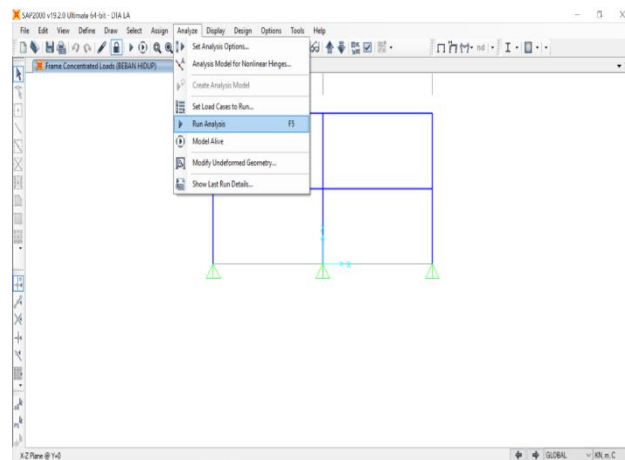 SAP2000 v19.2.0 Ultimate 64-bit - DIA LA
File Edit View Define Draw Select Assign Analyze Display Design Options Tools Help
Frame Concentrated Loads (BEBAN HIDUP)
Set Analysis Options...
Analysis Model for Nonlinear Hinges...
Create Analysis Model
Set Load Cases to Run...
Run Analysis F5
Model Alive
Modify Undeformed Geometry...
Show Last Run Details...
X-Z Plane @ Y=0
GLOBAL
KN, m, C